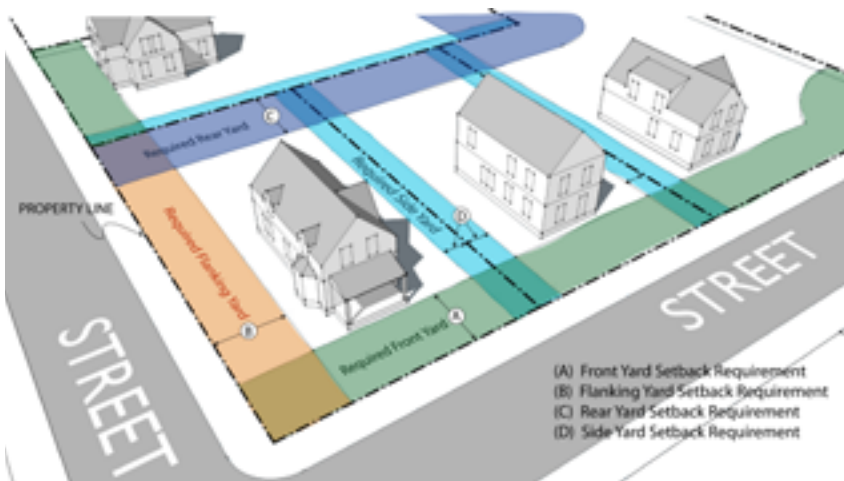 C
Required Rear Yard
PROPERTY LINE
Required Flanking Yard
Required Side Yard
D
B
A
Required Front Yard
STREET
STREET
(A) Front Yard Setback Requirement
(B) Flanking Yard Setback Requirement
(C) Rear Yard Setback Requirement
(D) Side Yard Setback Requirement